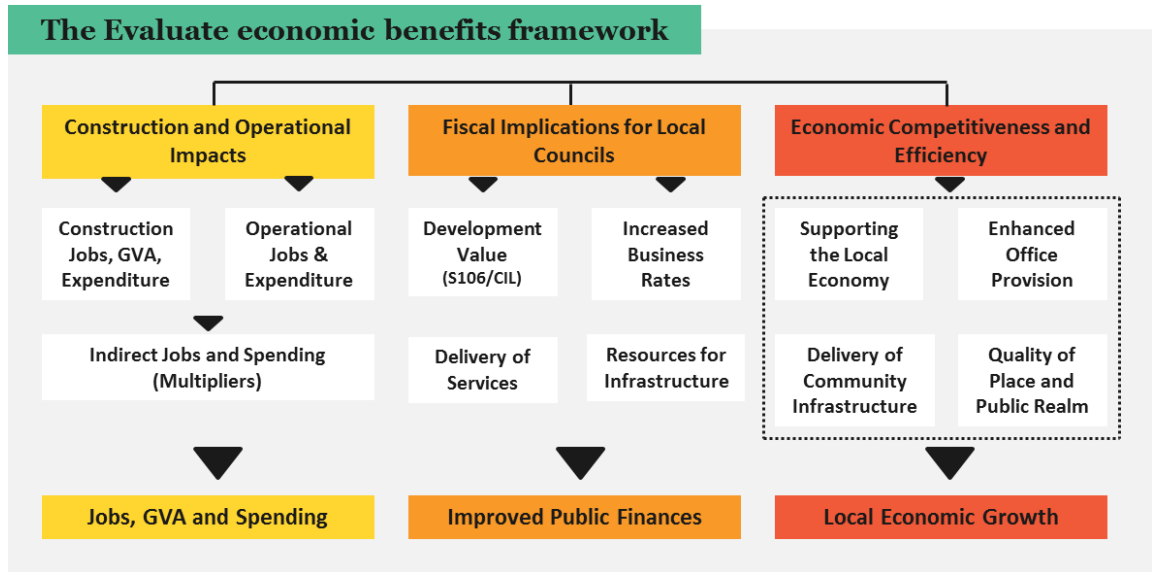 The Evaluate economic benefits framework
Construction and Operational
Impacts
Fiscal Implications for Local
Councils
Economic Competitiveness and
Efficiency
Construction
Jobs, GVA,
Expenditure
Operational
Jobs &
Expenditure
Development
Value
(S106/CIL)
Increased
Business
Rates
Supporting
the Local
Economy
Enhanced
Office
Provision
Indirect Jobs and Spending
(Multipliers)
Delivery of
Services
Resources for
Infrastructure
Delivery of
Community
Infrastructure
Quality of
Place and
Public Realm
Jobs, GVA and Spending
Improved Public Finances
Local Economic Growth